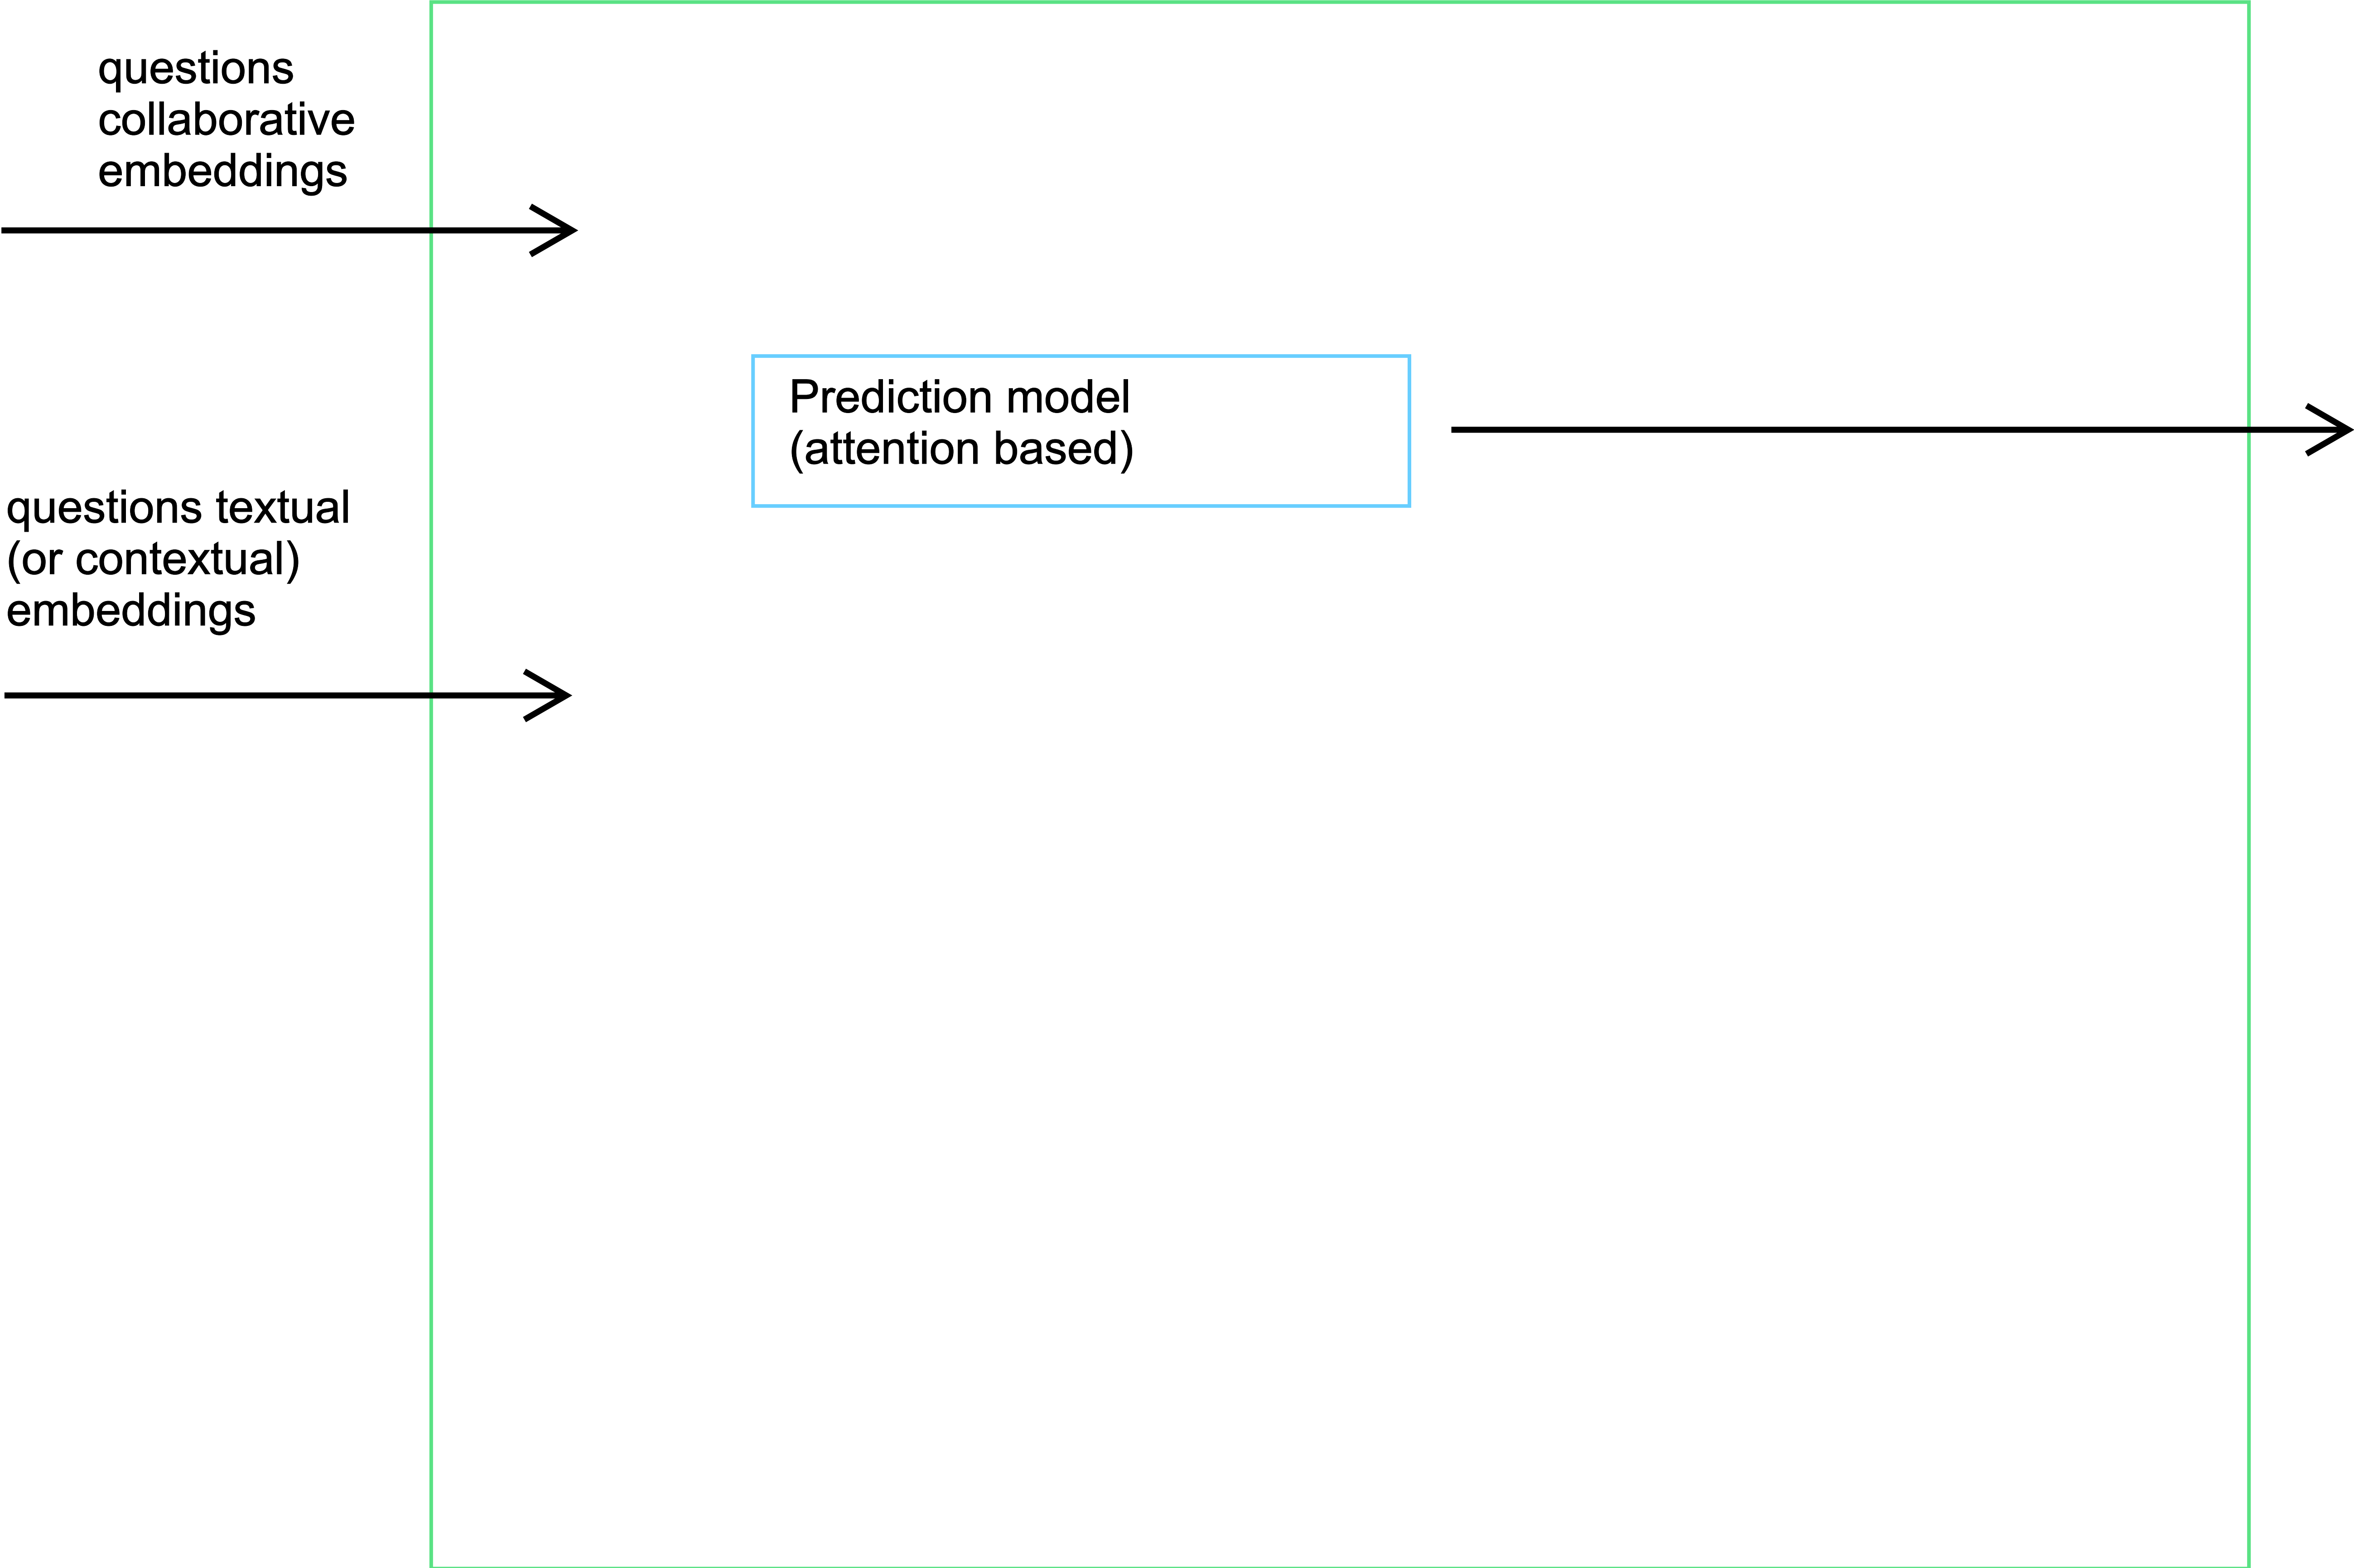 questions
collaborative
embeddings
Prediction model
(attention based)
questions textual
(or contextual)
embeddings